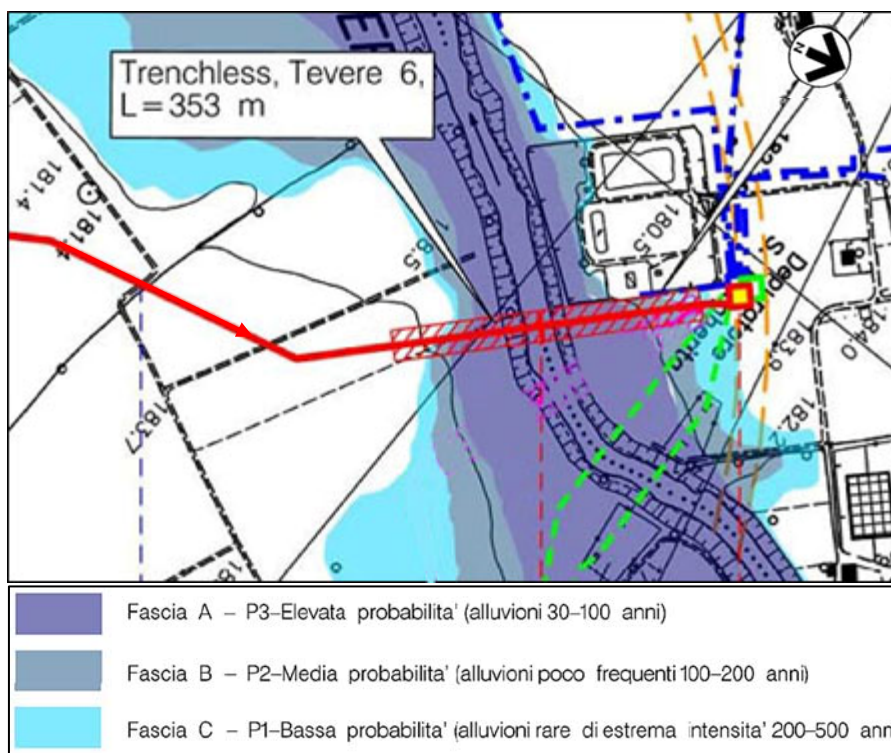 Trenchless, Tevere 6,
L=353 m
N
181.4
181.4
180.5
183.7
183.9
184.0
Depuratore
S.
Fascia A – P3–Elevata probabilita' (alluvioni 30–100 anni)
Fascia B – P2–Media probabilita' (alluvioni poco frequenti 100–200 anni)
Fascia C – P1–Bassa probabilita' (alluvioni rare di estrema intensita' 200–500 ann